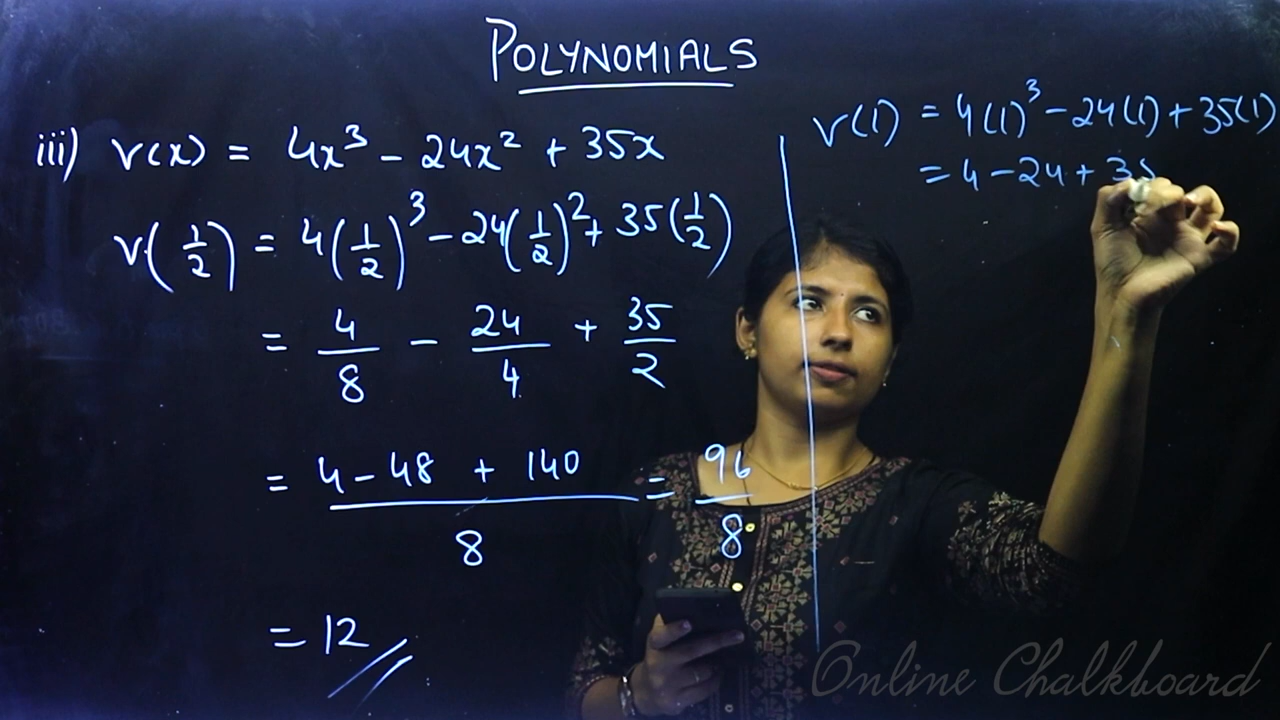 POLYNOMIALS
iii) v(x) = 4x³ - 24x² + 35x
v(1/2) = 4(1/2)³ - 24(1/2)² + 35(1/2)
= 4/8 - 24/4 + 35/2
= (4 - 48 + 140)/8 = 96/8
= 12
v(1) = 4(1)³ - 24(1) + 35(1)
= 4 - 24 + 35
Online Chalkboard